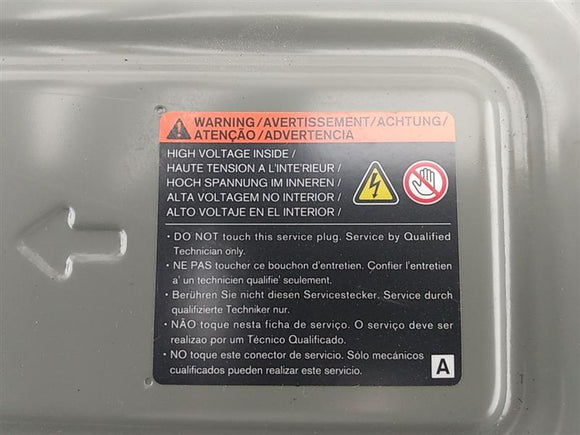 WARNING/AVERTISSEMENT/ACHTUNG/
ATENÇÃO/ADVERTENCIA
HIGH VOLTAGE INSIDE /
HAUTE TENSION A L'INTE'RIEUR /
HOCH SPANNUNG IM INNEREN /
ALTA VOLTAGEM NO INTERIOR /
ALTO VOLTAJE EN EL INTERIOR /
· DO NOT touch this service plug. Service by Qualified
Technician only.
· NE PAS toucher ce bouchon d'entretien. Confier l'entretien
a' un technicien qualifie' seulement.
· Berühren Sie nicht diesen Servicestecker. Service durch
qualifizierte Techniker nur.
· NÃO toque nesta ficha de serviço. O serviço deve ser
realizao por um Técnico Qualificado.
· NO toque este conector de servicio. Sólo mecánicos
cualificados pueden realizar este servicio.
A